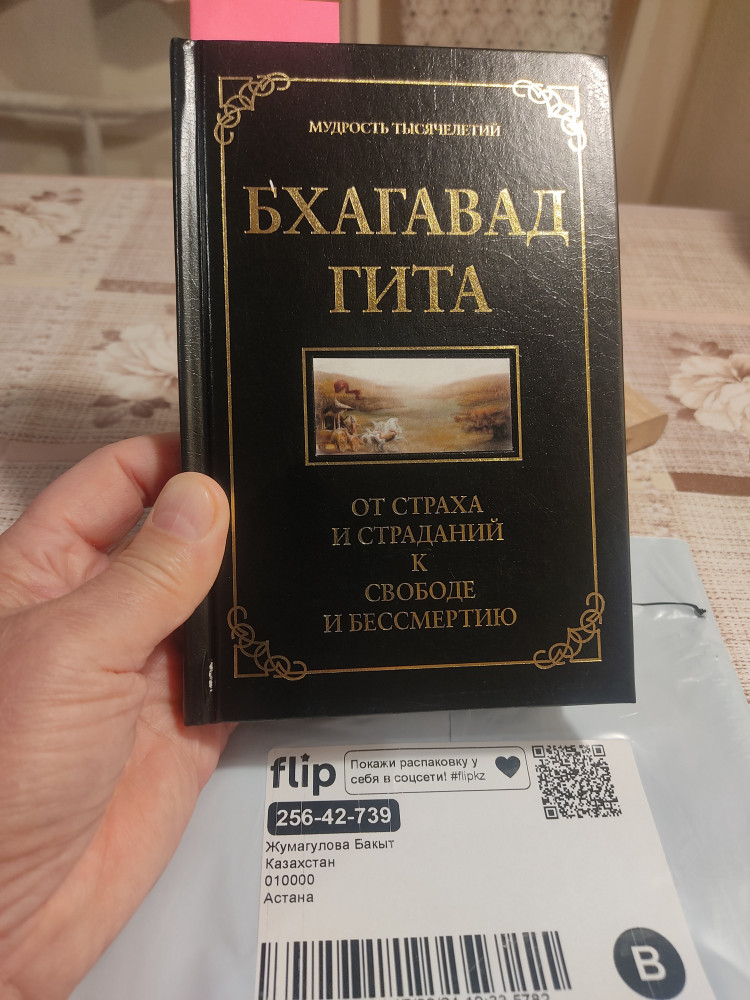 МУДРОСТЬ ТЫСЯЧЕЛЕТИЙ
БХАГАВАД
ГИТА
ОТ СТРАХА
И СТРАДАНИЙ
К
СВОБОДЕ
И БЕССМЕРТИЮ
flip
Покажи распаковку у
себя в соцсети! #flipkz
256-42-739
Жумагулова Бакыт
Казахстан
010000
Астана
B